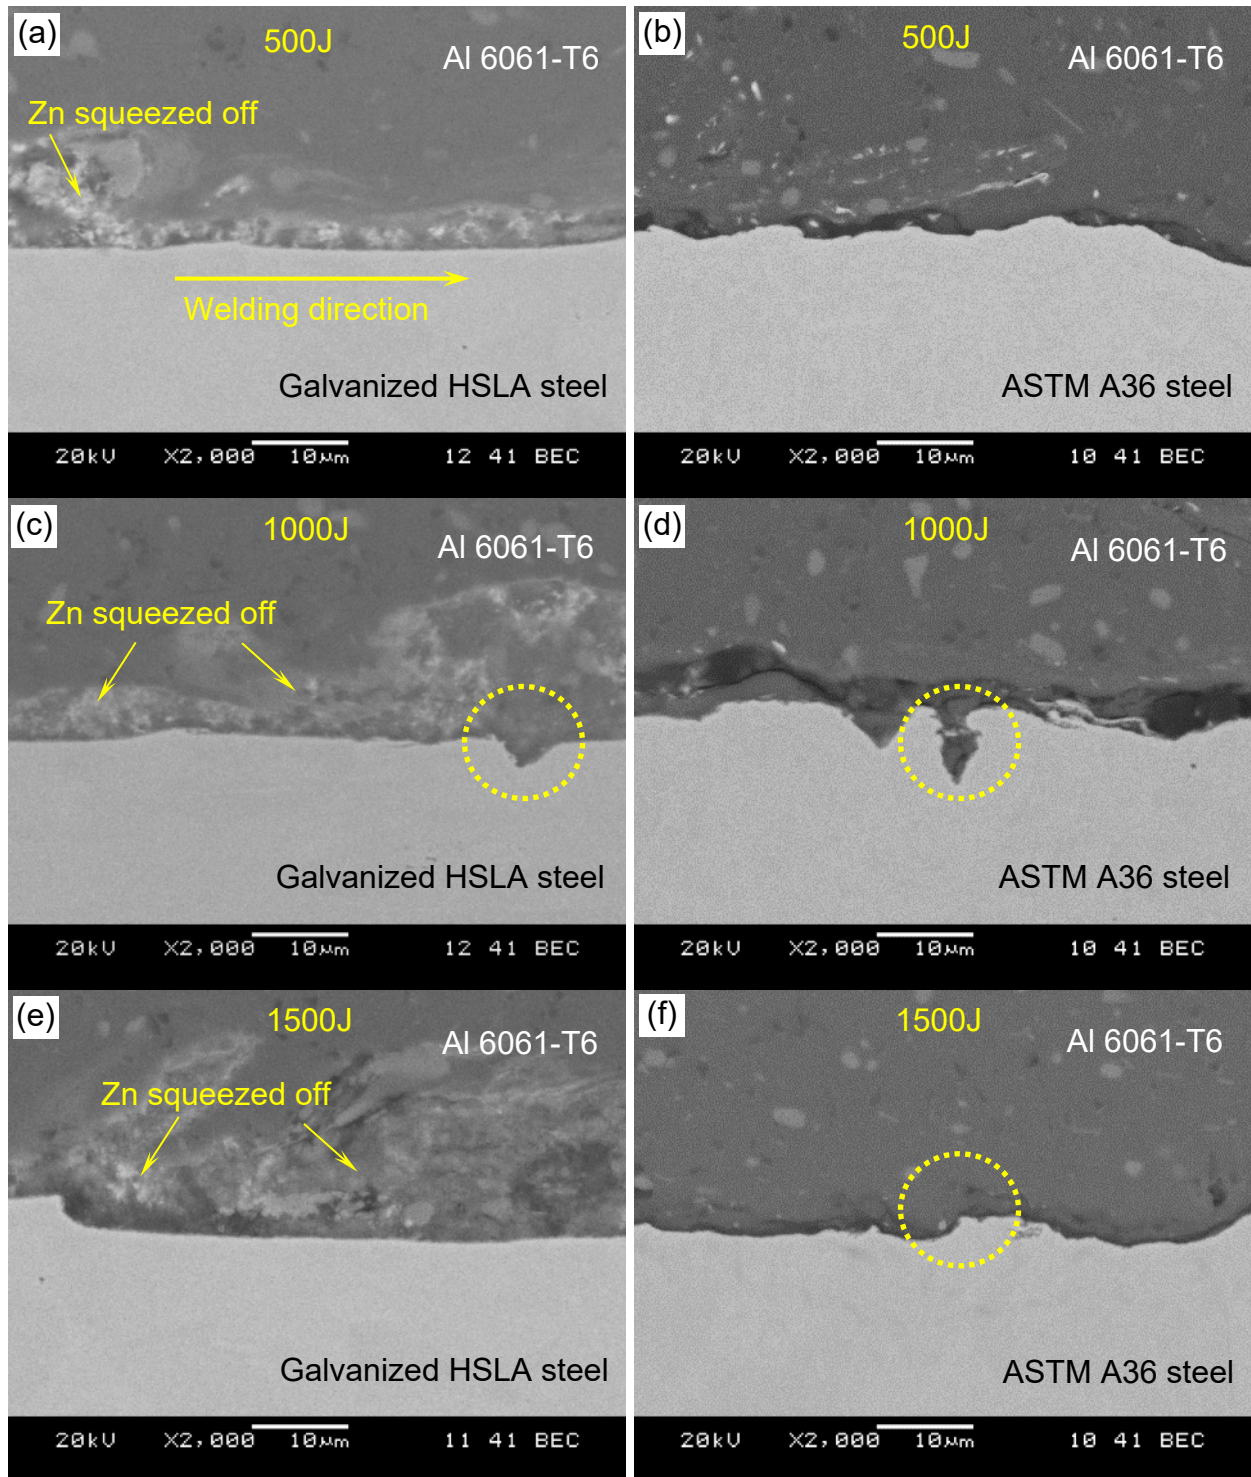 (a)
500J
Al 6061-T6
Zn squeezed off
Welding direction
Galvanized HSLA steel
20kV X2,000 10µm 12 41 BEC
(b)
500J
Al 6061-T6
ASTM A36 steel
20kV X2,000 10µm 10 41 BEC
(c)
1000J
Al 6061-T6
Zn squeezed off
Galvanized HSLA steel
20kV X2,000 10µm 12 41 BEC
(d)
1000J
Al 6061-T6
ASTM A36 steel
20kV X2,000 10µm 10 41 BEC
(e)
1500J
Al 6061-T6
Zn squeezed off
Galvanized HSLA steel
20kV X2,000 10µm 11 41 BEC
(f)
1500J
Al 6061-T6
ASTM A36 steel
20kV X2,000 10µm 10 41 BEC